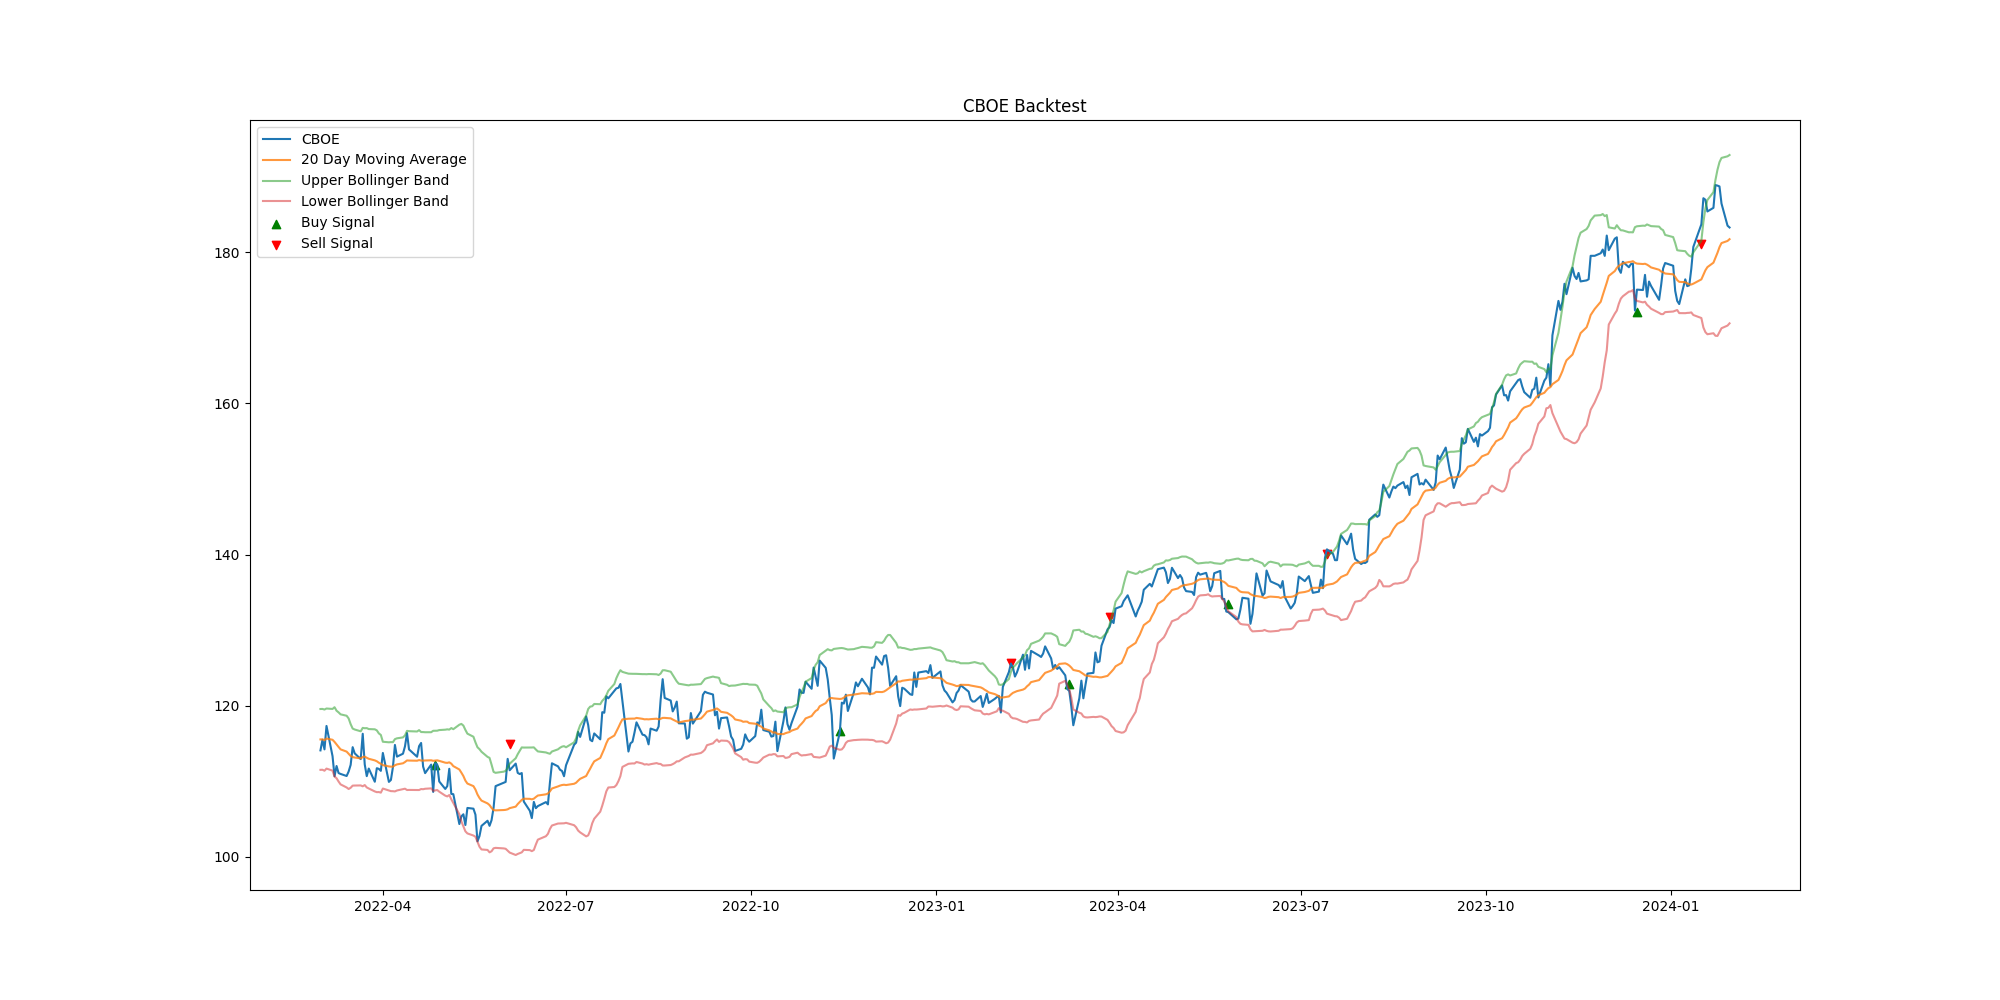 CBOE Backtest
CBOE
20 Day Moving Average
Upper Bollinger Band
Lower Bollinger Band
Buy Signal
Sell Signal
180
160
140
120
100
2022-04 2022-07 2022-10 2023-01 2023-04 2023-07 2023-10 2024-01